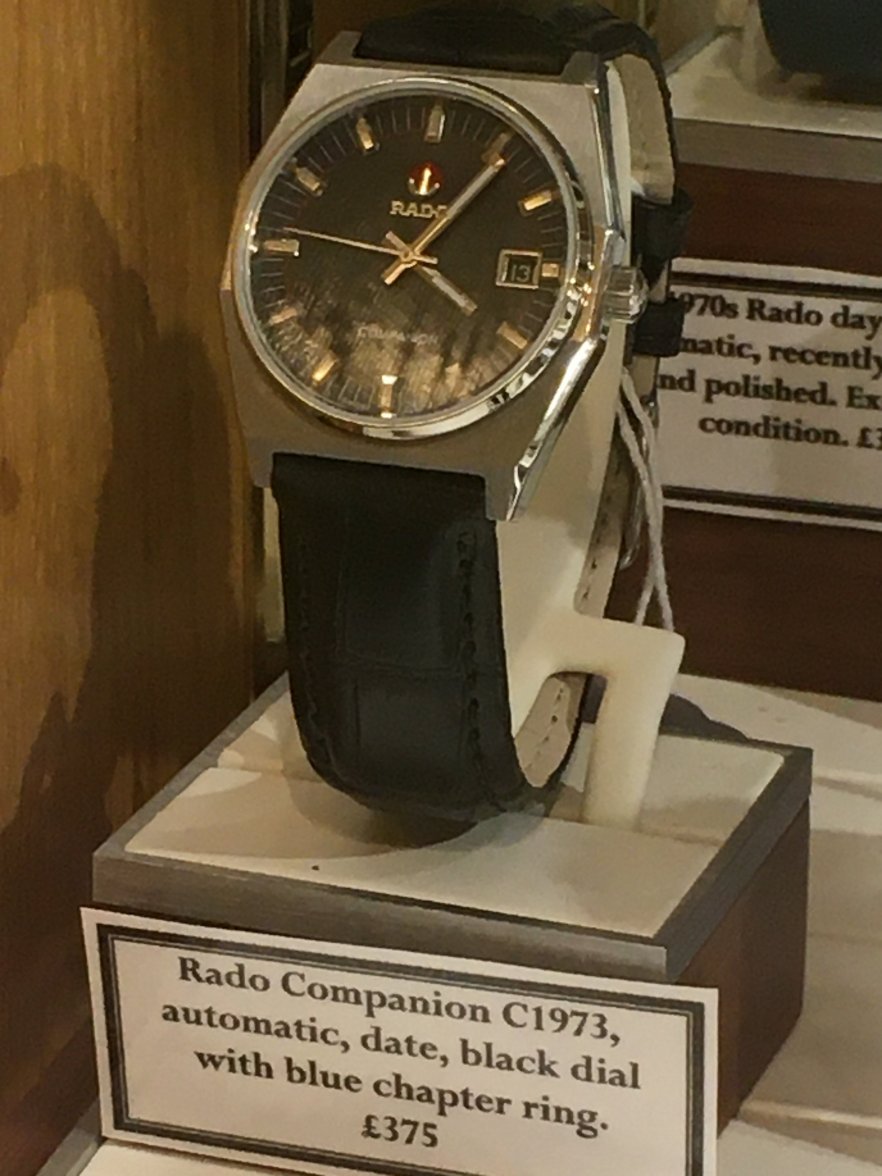 RADO
13
1970s Rado day
matic, recently
nd polished. Ex
condition. £3
Rado Companion C1973,
automatic, date, black dial
with blue chapter ring.
£375